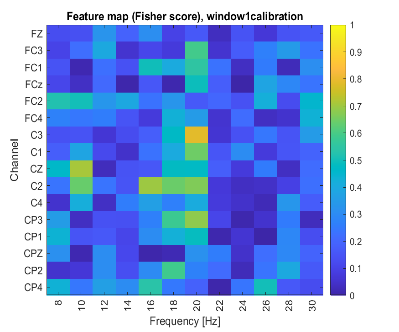 Feature map (Fisher score), window1calibration
Channel
FZ
FC3
FC1
FCz
FC2
FC4
C3
C1
CZ
C2
C4
CP3
CP1
CPZ
CP2
CP4
8 10 12 14 16 18 20 22 24 26 28 30
Frequency [Hz]
1
0.9
0.8
0.7
0.6
0.5
0.4
0.3
0.2
0.1
0